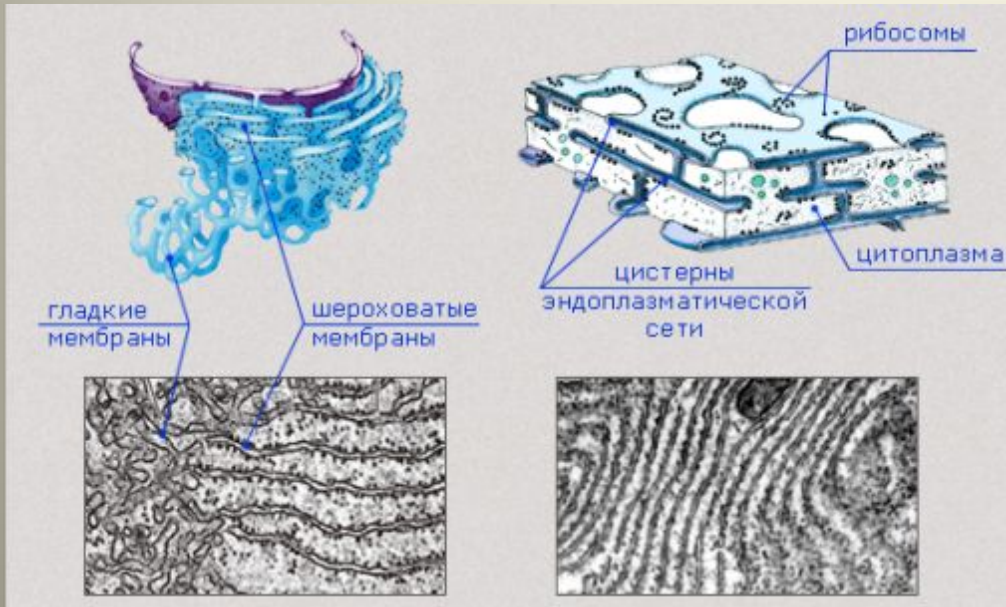 рибосомы
цитоплазма
цистерны
эндоплазматической
сети
гладкие
мембраны
шероховатые
мембраны